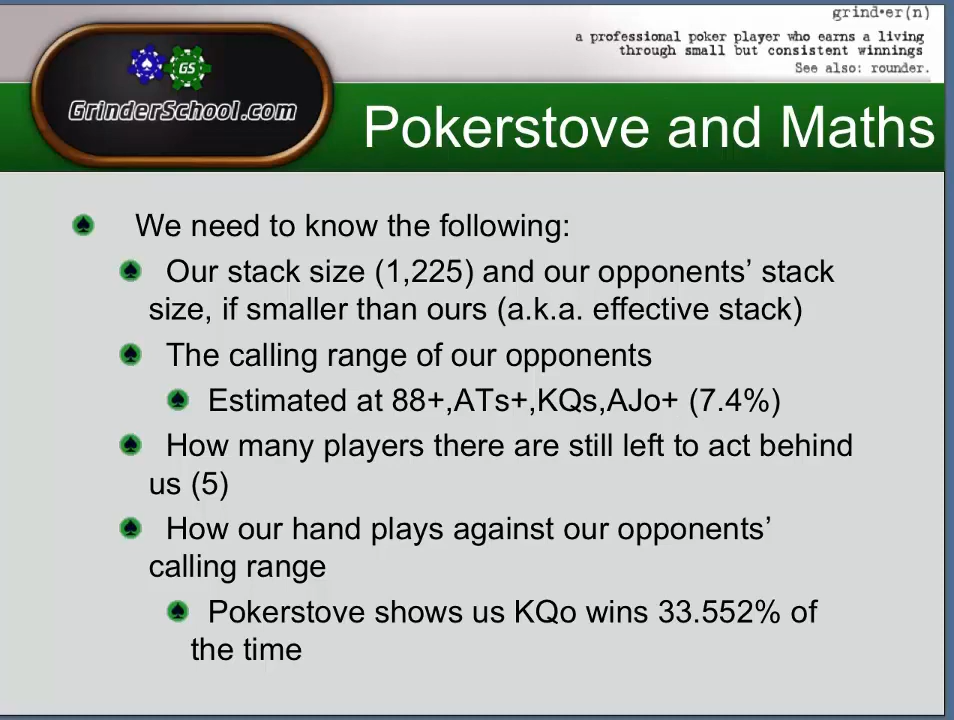 grind•er(n)
a professional poker player who earns a living
through small but consistent winnings
See also: rounder.
GS
GrinderSchool.com
Pokerstove and Maths
We need to know the following:
Our stack size (1,225) and our opponents’ stack
size, if smaller than ours (a.k.a. effective stack)
The calling range of our opponents
Estimated at 88+,ATs+,KQs,AJo+ (7.4%)
How many players there are still left to act behind
us (5)
How our hand plays against our opponents’
calling range
Pokerstove shows us KQo wins 33.552% of
the time